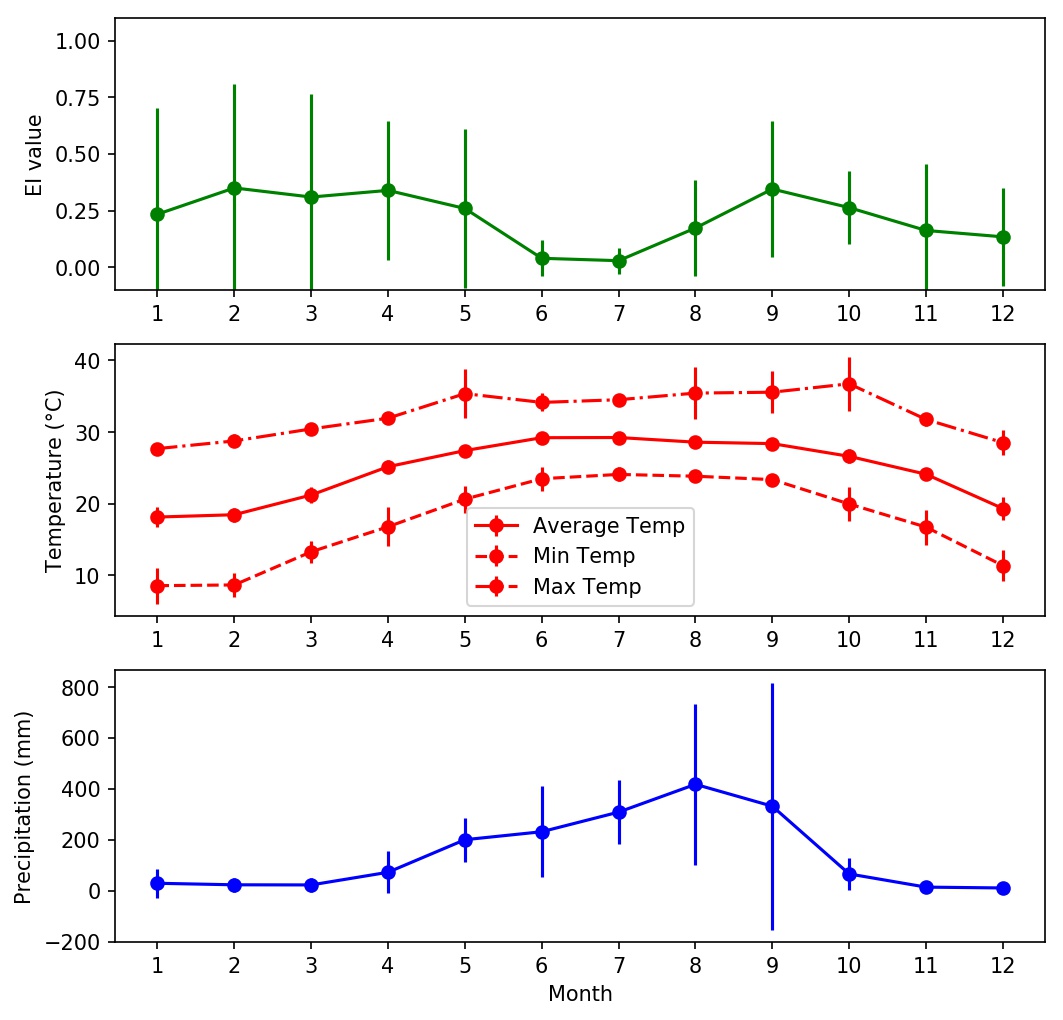 EI value
1.00
0.75
0.50
0.25
0.00
1 2 3 4 5 6 7 8 9 10 11 12
Temperature (°C)
40
30
20
10
Average Temp
Min Temp
Max Temp
1 2 3 4 5 6 7 8 9 10 11 12
Precipitation (mm)
800
600
400
200
0
−200
1 2 3 4 5 6 7 8 9 10 11 12
Month